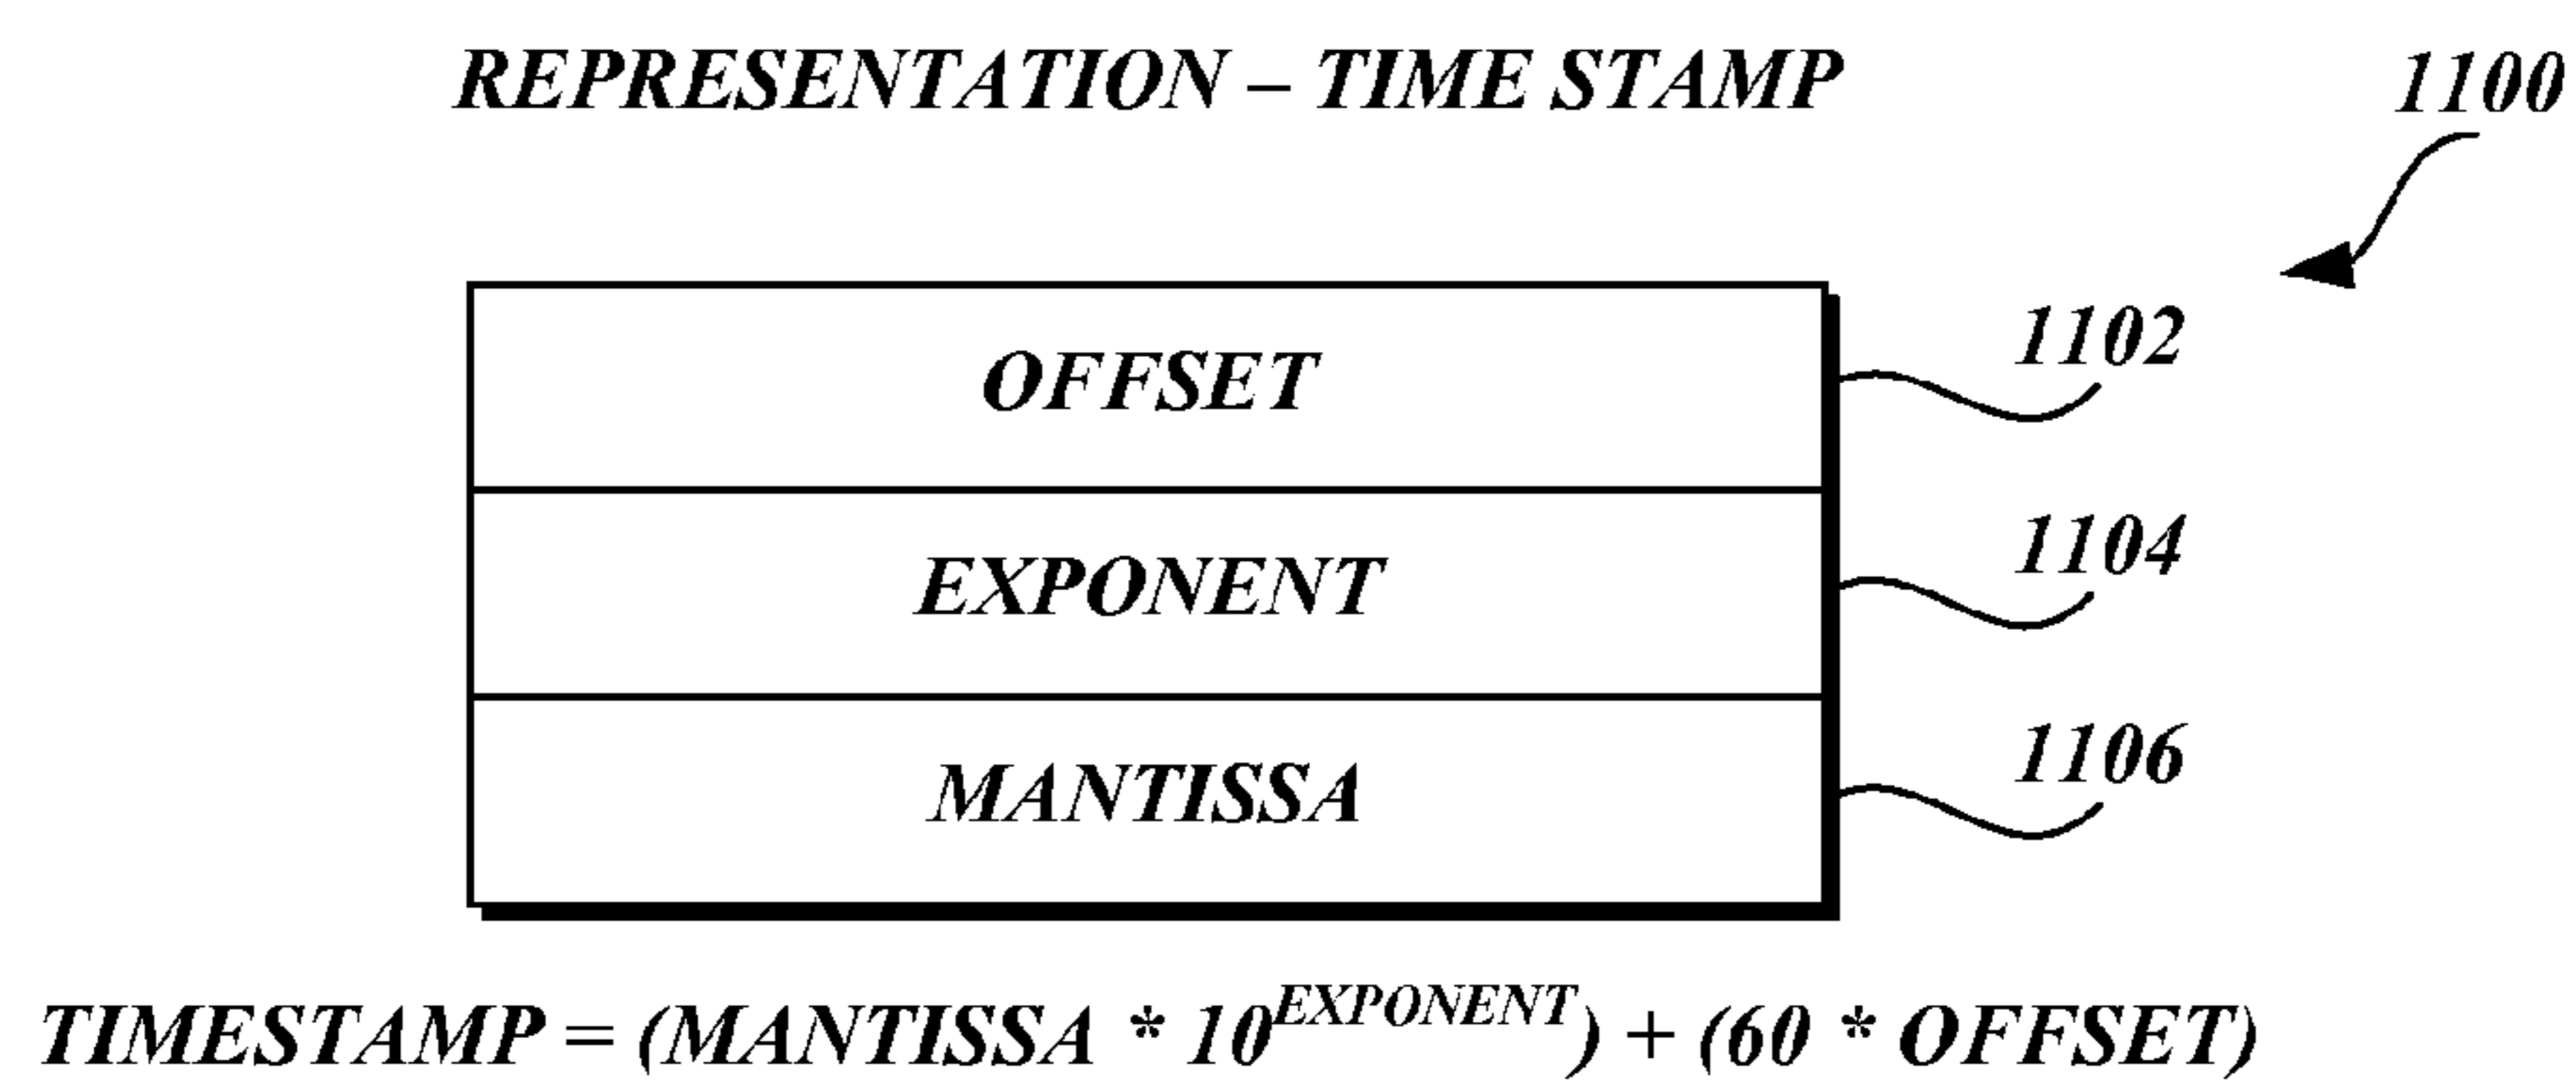 REPRESENTATION – TIME STAMP
1100
OFFSET
1102
EXPONENT
1104
MANTISSA
1106
TIMESTAMP = (MANTISSA * 10^EXPONENT) + (60 * OFFSET)